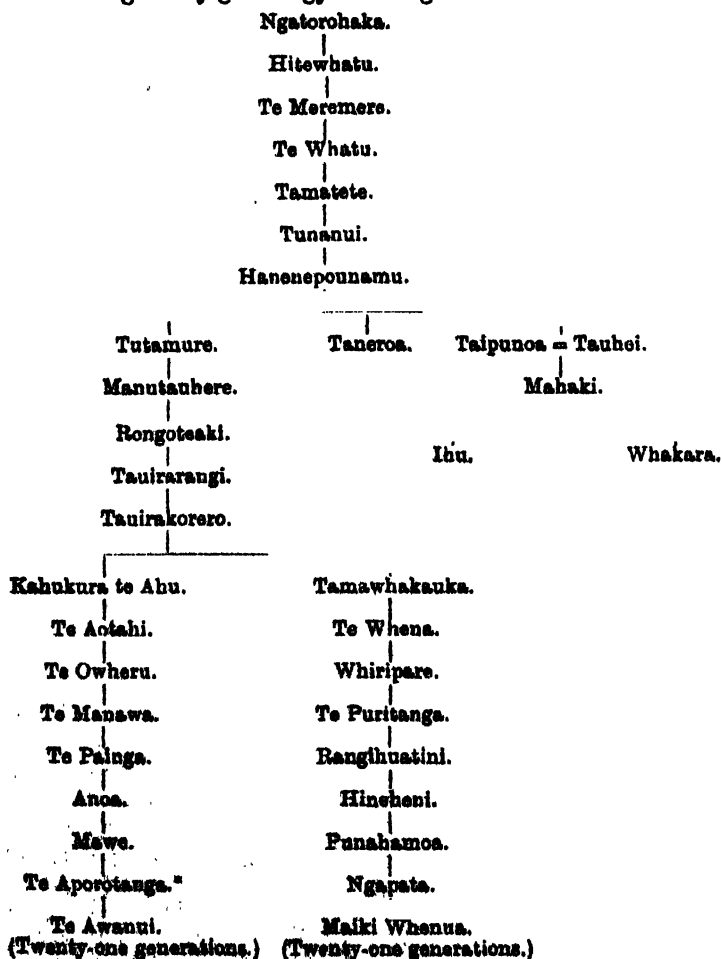 Ngatorohaka.
Hitewhatu.
Te Meremere.
Te Whatu.
Tamatete.
Tunanui.
Hanenepounamu.
Tutamure. Taneroa. Taipunoa = Tauhei.
Manutauhere. Mahaki.
Rongoteaki.
Ihu. Whakara.
Tauirarangi.
Tauirakorero.
Kahukura te Ahu. Tamawhakauka.
Te Aotahi. Te Whena.
Te Owheru. Whiripare.
Te Manawa. Te Puritanga.
Te Painga. Rangihuatini.
Anoa. Hineheni.
Mawe. Punahamoa.
Te Aporotanga.* Ngapata.
Te Awanui. Maiki Whenua.
(Twenty-one generations.) (Twenty-one generations.)